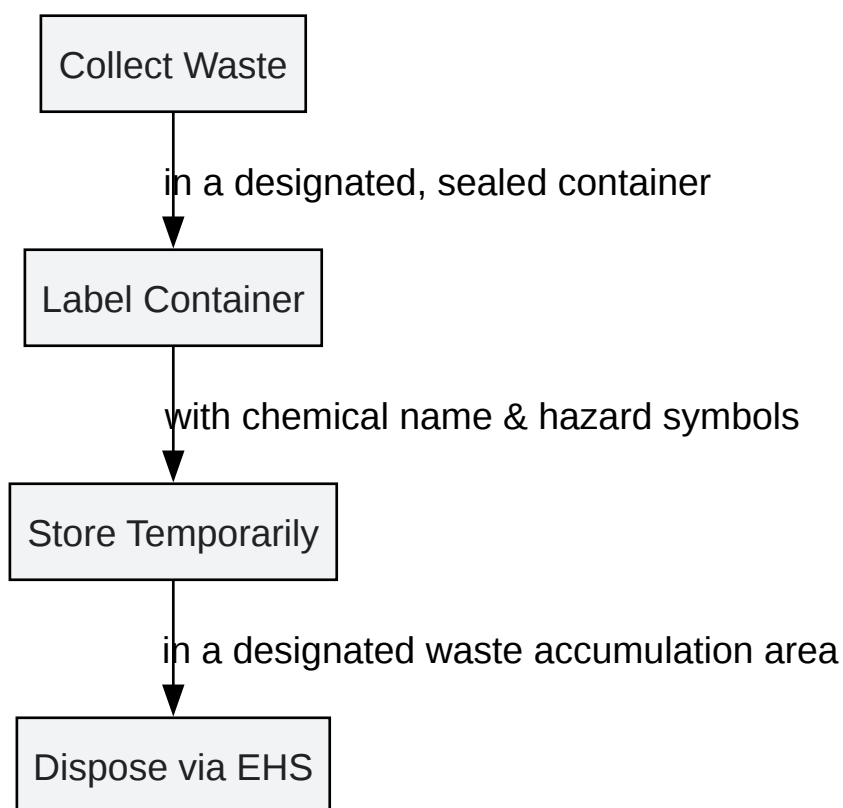 Collect Waste
in a designated, sealed container
Label Container
with chemical name & hazard symbols
Store Temporarily
in a designated waste accumulation area
Dispose via EHS